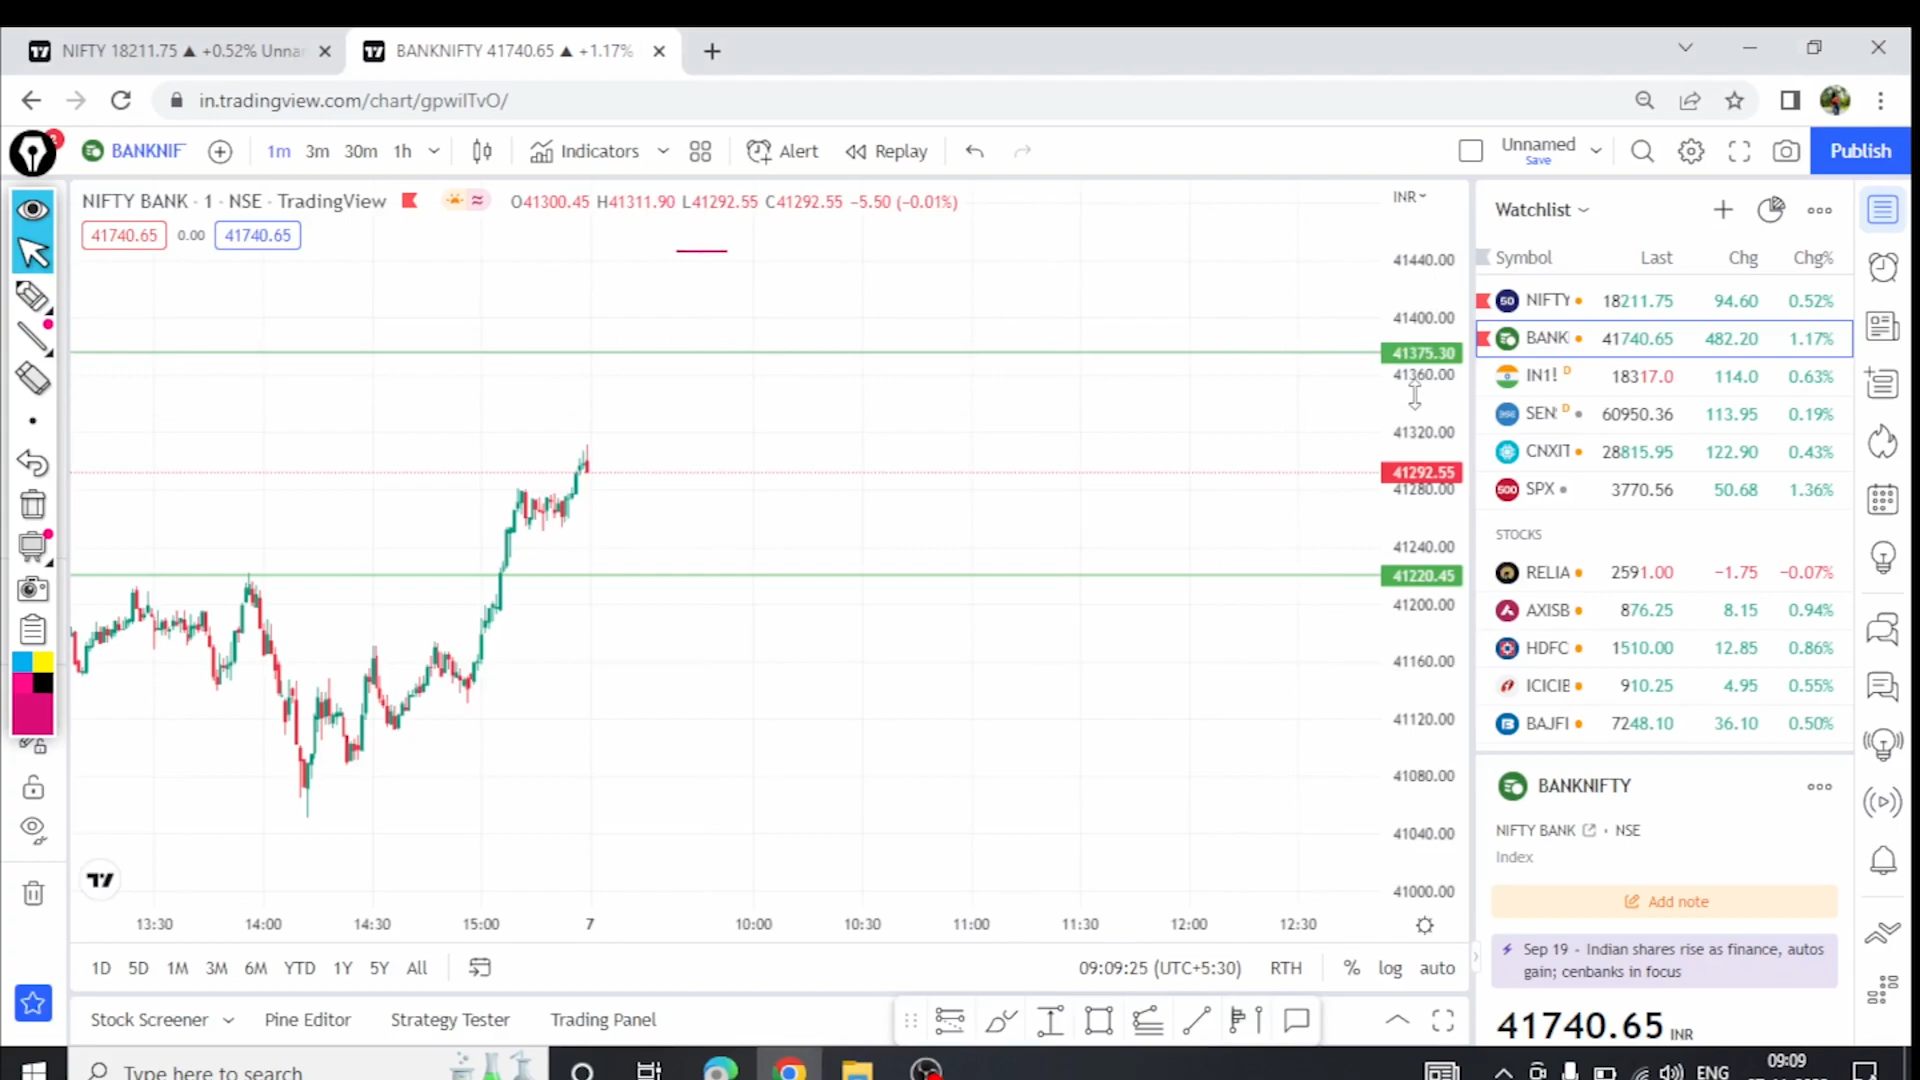 NIFTY 18211.75 ▲ +0.52% Unna
BANKNIFTY 41740.65 ▲ +1.17%
in.tradingview.com/chart/gpwiITvO/
BANKNIF
1m 3m 30m 1h
Indicators
Alert
Replay
Unnamed
Save
Publish
NIFTY BANK · 1 · NSE · TradingView
O41300.45 H41311.90 L41292.55 C41292.55 −5.50 (−0.01%)
41740.65 0.00 41740.65
INR
41440.00
41400.00
41375.30
41360.00
41320.00
41292.55
41280.00
41240.00
41220.45
41200.00
41160.00
41120.00
41080.00
41040.00
41000.00
13:30 14:00 14:30 15:00 7 10:00 10:30 11:00 11:30 12:00 12:30
1D 5D 1M 3M 6M YTD 1Y 5Y All
09:09:25 (UTC+5:30) RTH % log auto
Stock Screener Pine Editor Strategy Tester Trading Panel
Watchlist
Symbol Last Chg Chg%
50 NIFTY 18211.75 94.60 0.52%
BANK 41740.65 482.20 1.17%
IN1! D 18317.0 114.0 0.63%
SEN D 60950.36 113.95 0.19%
CNXIT 28815.95 122.90 0.43%
500 SPX 3770.56 50.68 1.36%
STOCKS
RELIA 2591.00 −1.75 −0.07%
AXISB 876.25 8.15 0.94%
HDFC 1510.00 12.85 0.86%
ICICIB 910.25 4.95 0.55%
BAJFI 7248.10 36.10 0.50%
BANKNIFTY
NIFTY BANK · NSE
Index
Add note
Sep 19 - Indian shares rise as finance, autos
gain; cenbanks in focus
41740.65 INR
Type here to search
ENG
09:09